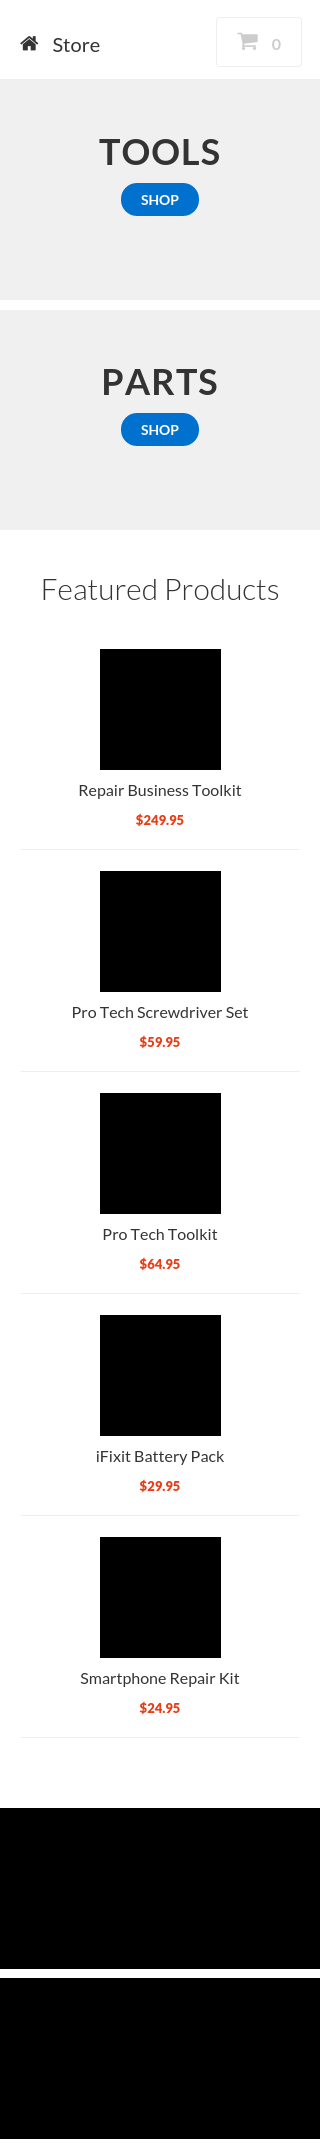 Store
0
TOOLS
SHOP
PARTS
SHOP
Featured Products
Repair Business Toolkit
$249.95
Pro Tech Screwdriver Set
$59.95
Pro Tech Toolkit
$64.95
iFixit Battery Pack
$29.95
Smartphone Repair Kit
$24.95